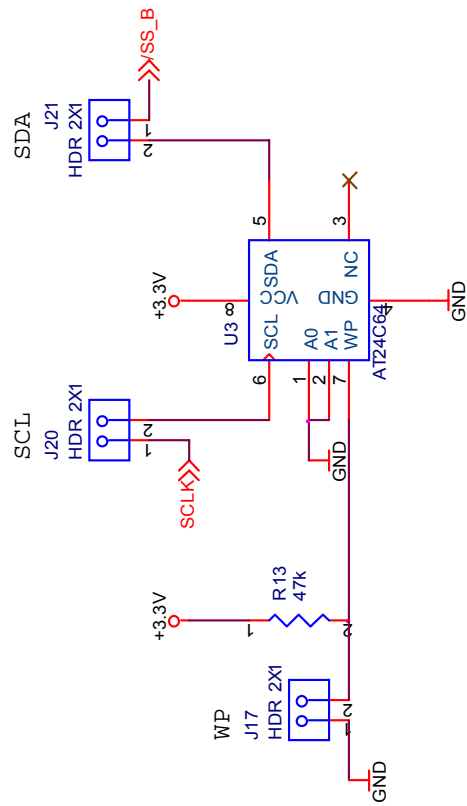 SDA
J21
HDR 2X1
1
2
/SS_B
SCL
J20
HDR 2X1
2
1
SCLK
+3.3V
8
U3
VCC
SCL
SDA
6
5
A0
A1
WP
GND
NC
1
2
7
4
3
AT24C64
GND
GND
+3.3V
1
R13
47k
2
WP
J17
HDR 2X1
2
1
GND